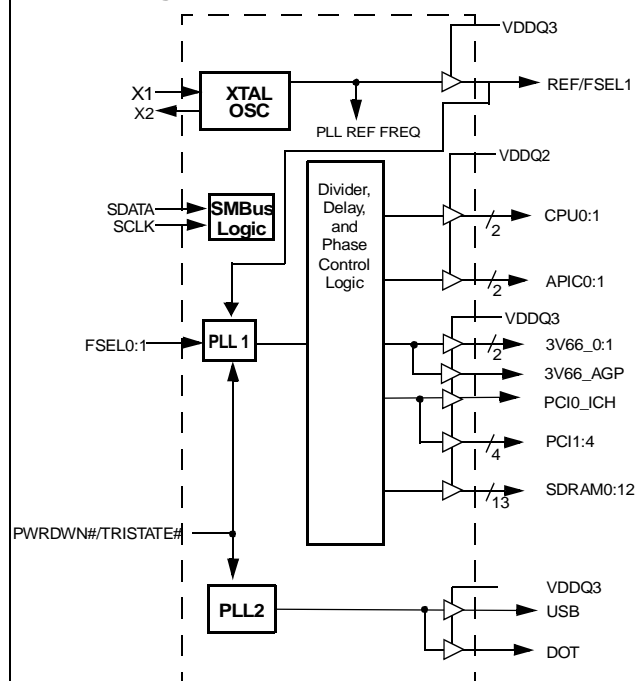 VDDQ3
X1
X2
XTAL
OSC
REF/FSEL1
PLL REF FREQ
VDDQ2
SDATA
SCLK
SMBus
Logic
Divider,
Delay,
and
Phase
Control
Logic
2
CPU0:1
2
APIC0:1
VDDQ3
FSEL0:1
PLL 1
2
3V66_0:1
3V66_AGP
PCI0_ICH
4
PCI1:4
13
SDRAM0:12
PWRDWN#/TRISTATE#
PLL2
VDDQ3
USB
DOT